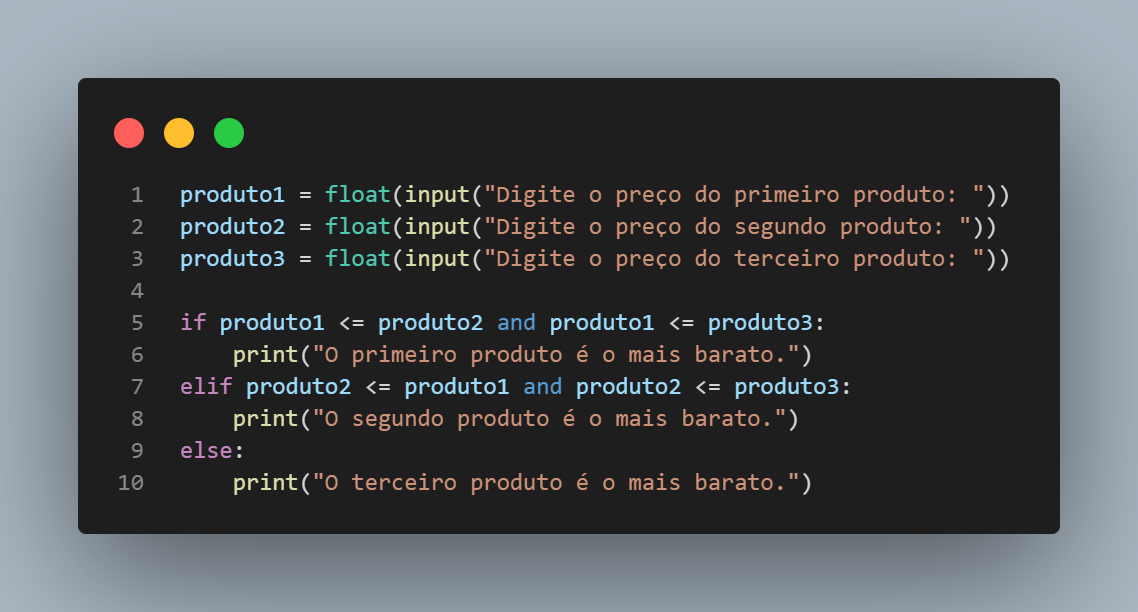 1 produto1 = float(input("Digite o preço do primeiro produto: "))
2 produto2 = float(input("Digite o preço do segundo produto: "))
3 produto3 = float(input("Digite o preço do terceiro produto: "))
4
5 if produto1 <= produto2 and produto1 <= produto3:
6     print("O primeiro produto é o mais barato.")
7 elif produto2 <= produto1 and produto2 <= produto3:
8     print("O segundo produto é o mais barato.")
9 else:
10     print("O terceiro produto é o mais barato.")